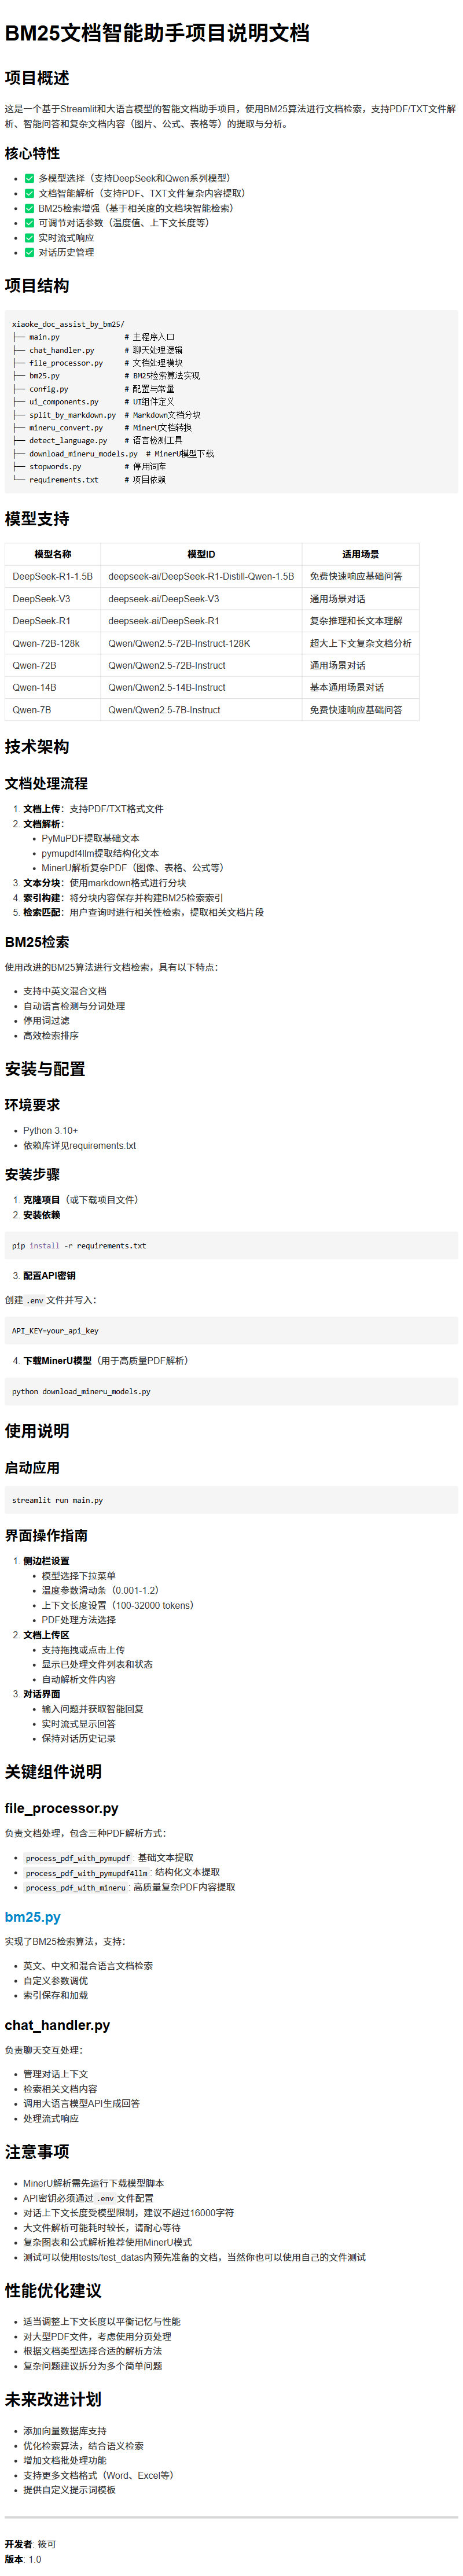 BM25文档智能助手项目说明文档
项目概述
这是一个基于Streamlit和大语言模型的智能文档助手项目，使用BM25算法进行文档检索，支持PDF/TXT文件解
析、智能问答和复杂文档内容（图片、公式、表格等）的提取与分析。
核心特性
• ✅ 多模型选择（支持DeepSeek和Qwen系列模型）
• ✅ 文档智能解析（支持PDF、TXT文件复杂内容提取）
• ✅ BM25检索增强（基于相关度的文档块智能检索）
• ✅ 可调节对话参数（温度值、上下文长度等）
• ✅ 实时流式响应
• ✅ 对话历史管理
项目结构
xiaoke_doc_assist_by_bm25/
├── main.py # 主程序入口
├── chat_handler.py # 聊天处理逻辑
├── file_processor.py # 文档处理模块
├── bm25.py # BM25检索算法实现
├── config.py # 配置与常量
├── ui_components.py # UI组件定义
├── split_by_markdown.py # Markdown文档分块
├── mineru_convert.py # MinerU文档转换
├── detect_language.py # 语言检测工具
├── download_mineru_models.py # MinerU模型下载
├── stopwords.py # 停用词库
└── requirements.txt # 项目依赖
模型支持
模型名称 模型ID 适用场景
DeepSeek-R1-1.5B deepseek-ai/DeepSeek-R1-Distill-Qwen-1.5B 免费快速响应基础问答
DeepSeek-V3 deepseek-ai/DeepSeek-V3 通用场景对话
DeepSeek-R1 deepseek-ai/DeepSeek-R1 复杂推理和长文本理解
Qwen-72B-128k Qwen/Qwen2.5-72B-Instruct-128K 超大上下文复杂文档分析
Qwen-72B Qwen/Qwen2.5-72B-Instruct 通用场景对话
Qwen-14B Qwen/Qwen2.5-14B-Instruct 基本通用场景对话
Qwen-7B Qwen/Qwen2.5-7B-Instruct 免费快速响应基础问答
技术架构
文档处理流程
1. 文档上传：支持PDF/TXT格式文件
2. 文档解析：
• PyMuPDF提取基础文本
• pymupdf4llm提取结构化文本
• MinerU解析复杂PDF（图像、表格、公式等）
3. 文本分块：使用markdown格式进行分块
4. 索引构建：将分块内容保存并构建BM25检索索引
5. 检索匹配：用户查询时进行相关性检索，提取相关文档片段
BM25检索
使用改进的BM25算法进行文档检索，具有以下特点：
• 支持中英文混合文档
• 自动语言检测与分词处理
• 停用词过滤
• 高效检索排序
安装与配置
环境要求
• Python 3.10+
• 依赖库详见requirements.txt
安装步骤
1. 克隆项目（或下载项目文件）
2. 安装依赖
pip install -r requirements.txt
3. 配置API密钥
创建 .env 文件并写入：
API_KEY=your_api_key
4. 下载MinerU模型（用于高质量PDF解析）
python download_mineru_models.py
使用说明
启动应用
streamlit run main.py
界面操作指南
1. 侧边栏设置
• 模型选择下拉菜单
• 温度参数滑动条（0.001-1.2）
• 上下文长度设置（100-32000 tokens）
• PDF处理方法选择
2. 文档上传区
• 支持拖拽或点击上传
• 显示已处理文件列表和状态
• 自动解析文件内容
3. 对话界面
• 输入问题并获取智能回复
• 实时流式显示回答
• 保持对话历史记录
关键组件说明
file_processor.py
负责文档处理，包含三种PDF解析方式：
• process_pdf_with_pymupdf: 基础文本提取
• process_pdf_with_pymupdf4llm: 结构化文本提取
• process_pdf_with_mineru: 高质量复杂PDF内容提取
bm25.py
实现了BM25检索算法，支持：
• 英文、中文和混合语言文档检索
• 自定义参数调优
• 索引保存和加载
chat_handler.py
负责聊天交互处理：
• 管理对话上下文
• 检索相关文档内容
• 调用大语言模型API生成回答
• 处理流式响应
注意事项
• MinerU解析需先运行下载模型脚本
• API密钥必须通过 .env 文件配置
• 对话上下文长度受模型限制，建议不超过16000字符
• 大文件解析可能耗时较长，请耐心等待
• 复杂图表和公式解析推荐使用MinerU模式
• 测试可以使用tests/test_datas内预先准备的文档，当然你也可以使用自己的文件测试
性能优化建议
• 适当调整上下文长度以平衡记忆与性能
• 对大型PDF文件，考虑使用分页处理
• 根据文档类型选择合适的解析方法
• 复杂问题建议拆分为多个简单问题
未来改进计划
• 添加向量数据库支持
• 优化检索算法，结合语义检索
• 增加文档批处理功能
• 支持更多文档格式（Word、Excel等）
• 提供自定义提示词模板
开发者: 筱可
版本: 1.0